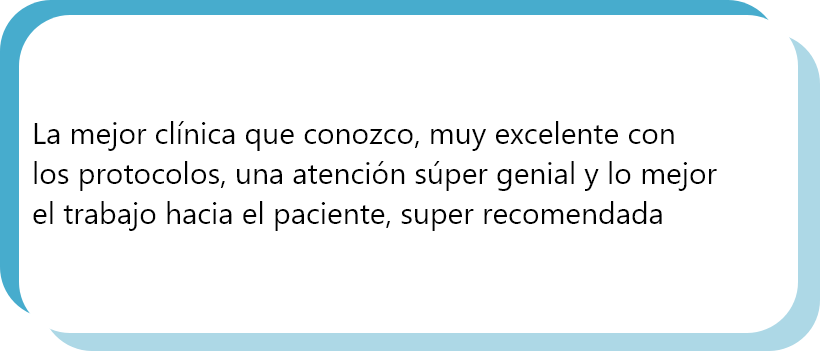 La mejor clínica que conozco, muy excelente con
los protocolos, una atención súper genial y lo mejor
el trabajo hacia el paciente, super recomendada